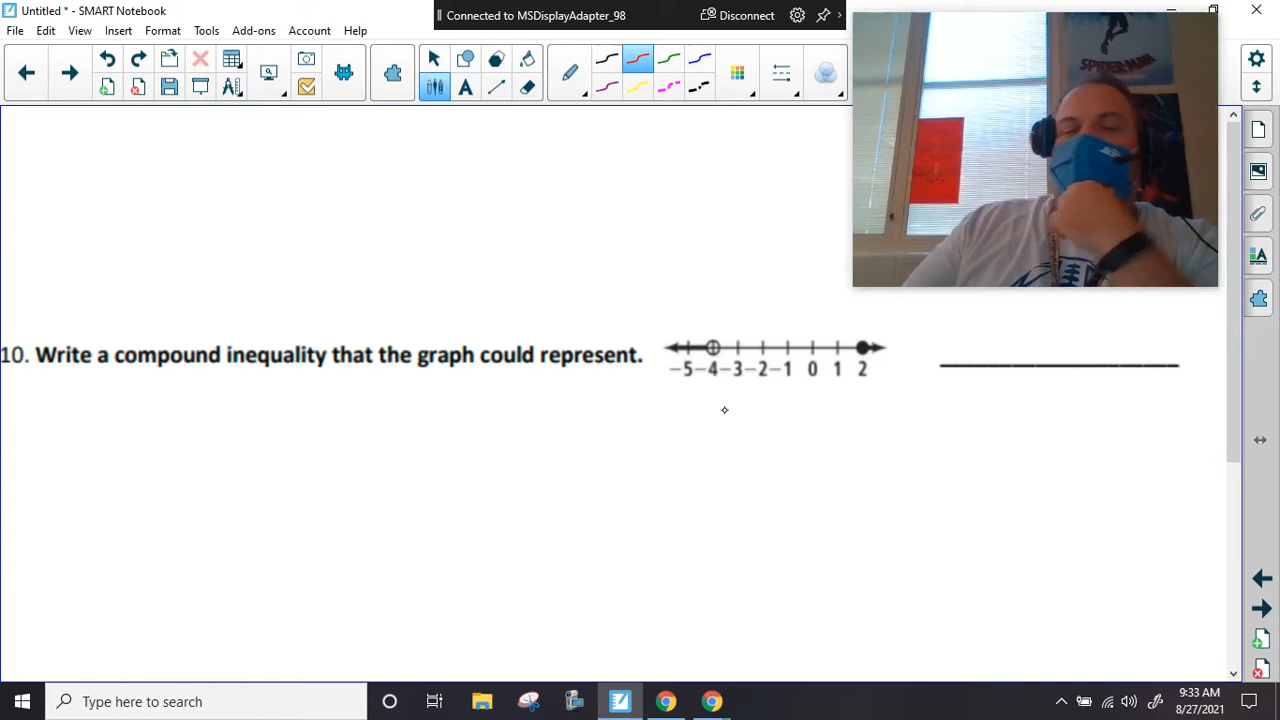 Untitled * - SMART Notebook
Connected to MSDisplayAdapter_98
Disconnect
File Edit View Insert Format Tools Add-ons Account Help
SPIDER-MAN
10. Write a compound inequality that the graph could represent.
-5 -4 -3 -2 -1 0 1 2
Type here to search
9:33 AM
8/27/2021